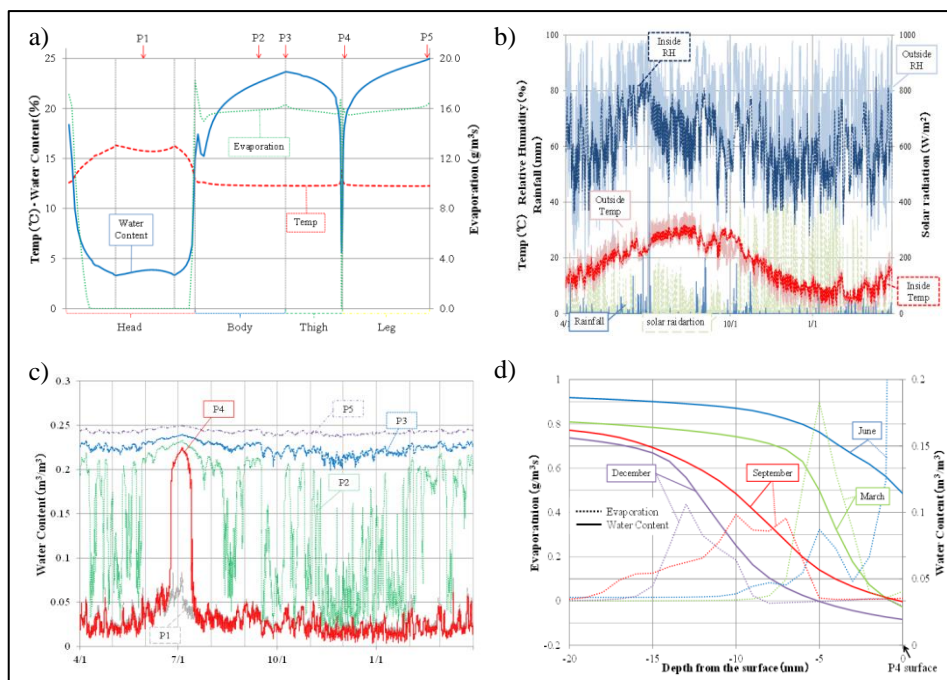 a)
P1 P2 P3 P4 P5
Temp (℃)・Water Content (%)
25
20
15
10
5
0
Evaporation
Temp
Water
Content
Evaporation (g/m³s)
20.0
16.0
12.0
8.0
4.0
0.0
Head Body Thigh Leg
b)
Temp (℃) Relative Humidity (%)
Rainfall (mm)
100
80
60
40
20
0
Inside
RH
Outside
RH
Outside
Temp
Inside
Temp
Rainfall
solar raidartion
Solar radiation (W/m²)
1000
800
600
400
200
0
4/1 10/1 1/1
c)
Water Content (m³/m³)
0.3
0.25
0.2
0.15
0.1
0.05
0
P4
P5
P3
P2
P1
4/1 7/1 10/1 1/1
d)
Evaporataion (g/m³s)
1
0.8
0.6
0.4
0.2
0
-0.2
June
December
September
March
Evaporation
Water Content
Water Content (m³/m³)
0.2
0.15
0.1
0.05
0
-20 -15 -10 -5 0
Depth from the surface (mm)
P4 surface